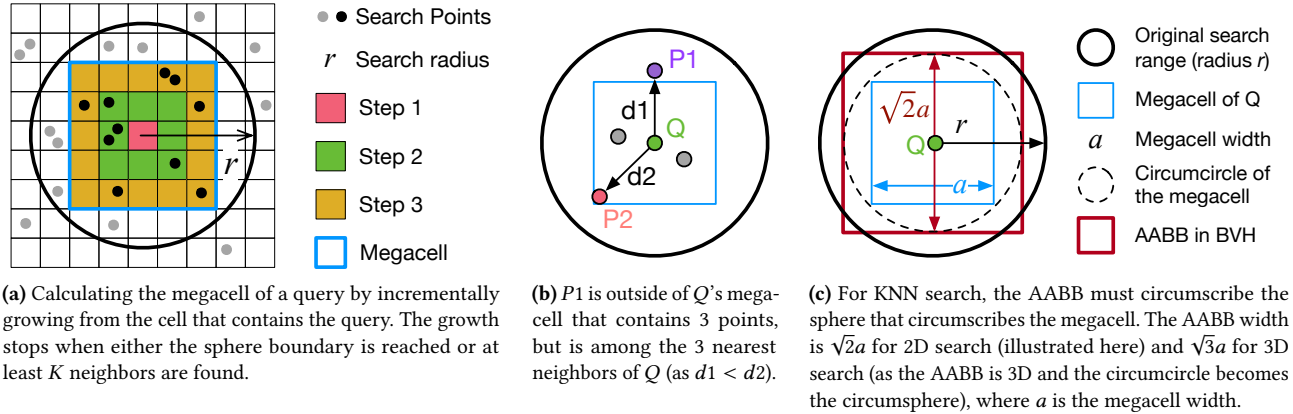 Search Points
r Search radius
Step 1
Step 2
Step 3
Megacell
r
P1
d1
Q
d2
P2
√2a
r
Q
a
Original search
range (radius r)
Megacell of Q
a Megacell width
Circumcircle of
the megacell
AABB in BVH
(a) Calculating the megacell of a query by incrementally
growing from the cell that contains the query. The growth
stops when either the sphere boundary is reached or at
least K neighbors are found.
(b) P1 is outside of Q's mega-
cell that contains 3 points,
but is among the 3 nearest
neighbors of Q (as d1 < d2).
(c) For KNN search, the AABB must circumscribe the
sphere that circumscribes the megacell. The AABB width
is √2a for 2D search (illustrated here) and √3a for 3D
search (as the AABB is 3D and the circumcircle becomes
the circumsphere), where a is the megacell width.